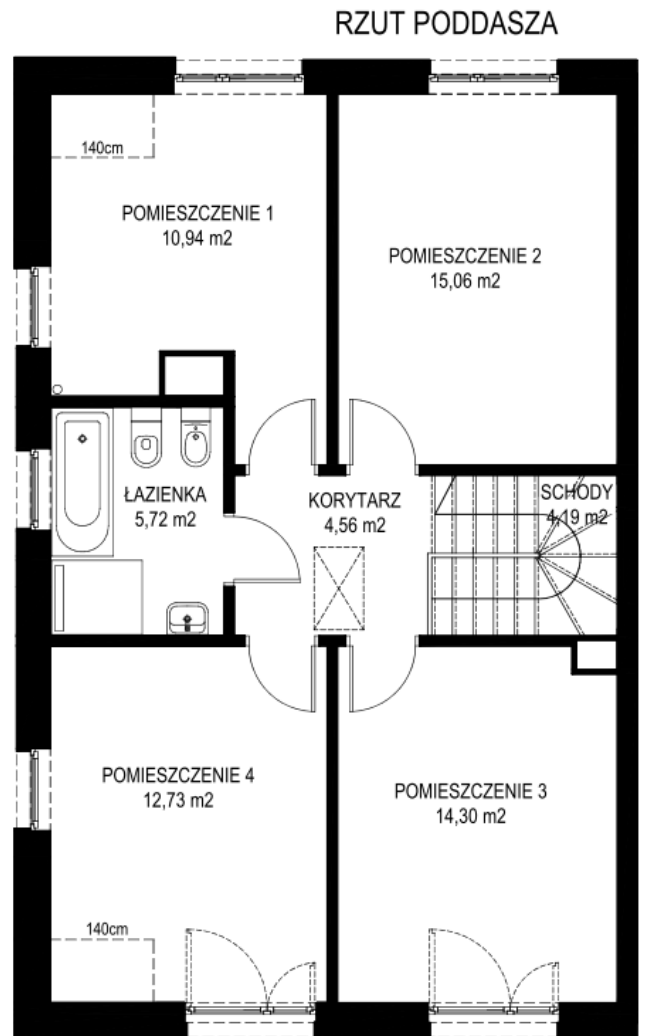 RZUT PODDASZA
140cm
POMIESZCZENIE 1
10,94 m2
POMIESZCZENIE 2
15,06 m2
ŁAZIENKA
5,72 m2
KORYTARZ
4,56 m2
SCHODY
4,19 m2
POMIESZCZENIE 4
12,73 m2
POMIESZCZENIE 3
14,30 m2
140cm